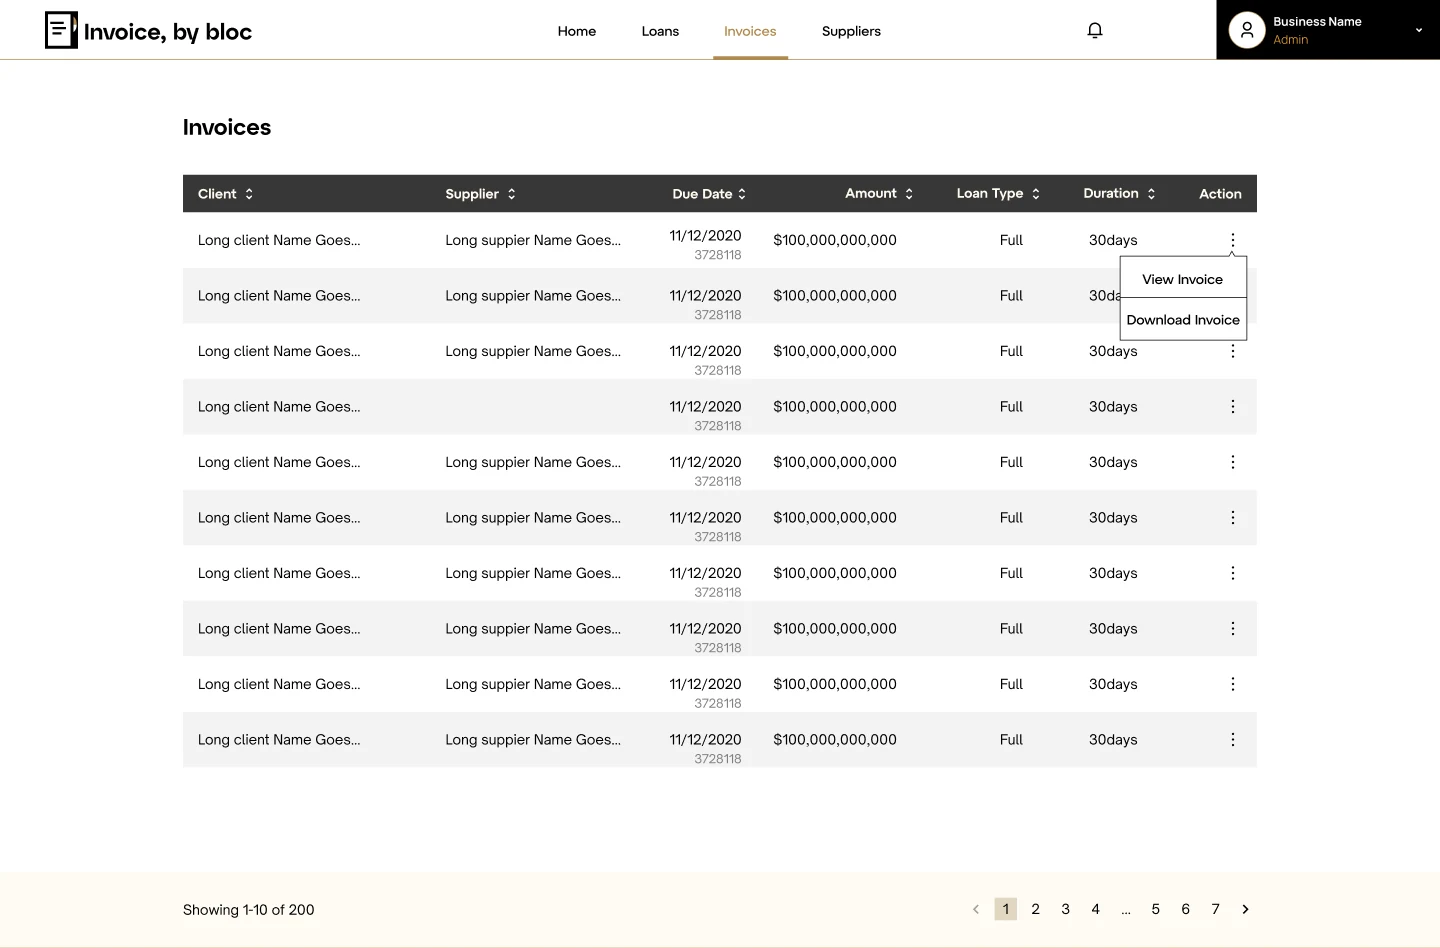 Invoice, by bloc
Home Loans Invoices Suppliers
Business Name
Admin
Invoices
Client Supplier Due Date Amount Loan Type Duration Action
Long client Name Goes... Long suppier Name Goes... 11/12/2020 $100,000,000,000 Full 30days
3728118
View Invoice
Long client Name Goes... Long suppier Name Goes... 11/12/2020 $100,000,000,000 Full 30da
3728118
Download Invoice
Long client Name Goes... Long suppier Name Goes... 11/12/2020 $100,000,000,000 Full 30days
3728118
Long client Name Goes... 11/12/2020 $100,000,000,000 Full 30days
3728118
Long client Name Goes... Long suppier Name Goes... 11/12/2020 $100,000,000,000 Full 30days
3728118
Long client Name Goes... Long suppier Name Goes... 11/12/2020 $100,000,000,000 Full 30days
3728118
Long client Name Goes... Long suppier Name Goes... 11/12/2020 $100,000,000,000 Full 30days
3728118
Long client Name Goes... Long suppier Name Goes... 11/12/2020 $100,000,000,000 Full 30days
3728118
Long client Name Goes... Long suppier Name Goes... 11/12/2020 $100,000,000,000 Full 30days
3728118
Long client Name Goes... Long suppier Name Goes... 11/12/2020 $100,000,000,000 Full 30days
3728118
Showing 1-10 of 200 < 1 2 3 4 ... 5 6 7 >